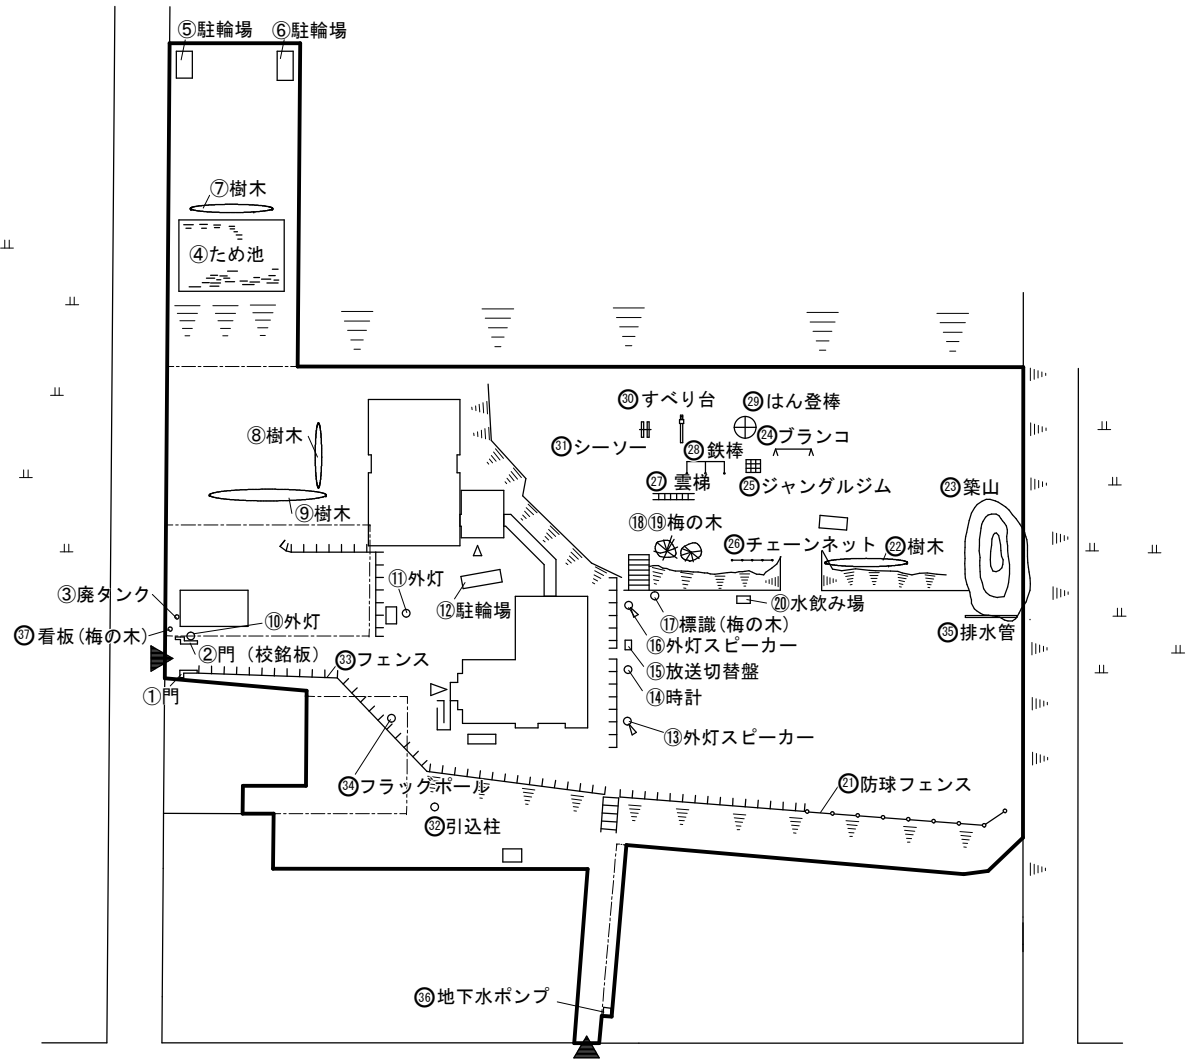 ⑤駐輪場
⑥駐輪場
⑦樹木
④ため池
㉚すべり台
㉙はん登棒
⑧樹木
㉛シーソー
㉘鉄棒
㉔ブランコ
㉗雲梯
㉕ジャングルジム
㉓築山
⑨樹木
⑱⑲梅の木
㉖チェーンネット
㉒樹木
⑪外灯
③廃タンク
⑫駐輪場
⑳水飲み場
⑩外灯
⑰標識(梅の木)
㊲看板(梅の木)
㉟排水管
⑯外灯スピーカー
②門（校銘板）
㉝フェンス
⑮放送切替盤
①門
⑭時計
⑬外灯スピーカー
㉞フラッグポール
㉑防球フェンス
㉜引込柱
㊱地下水ポンプ